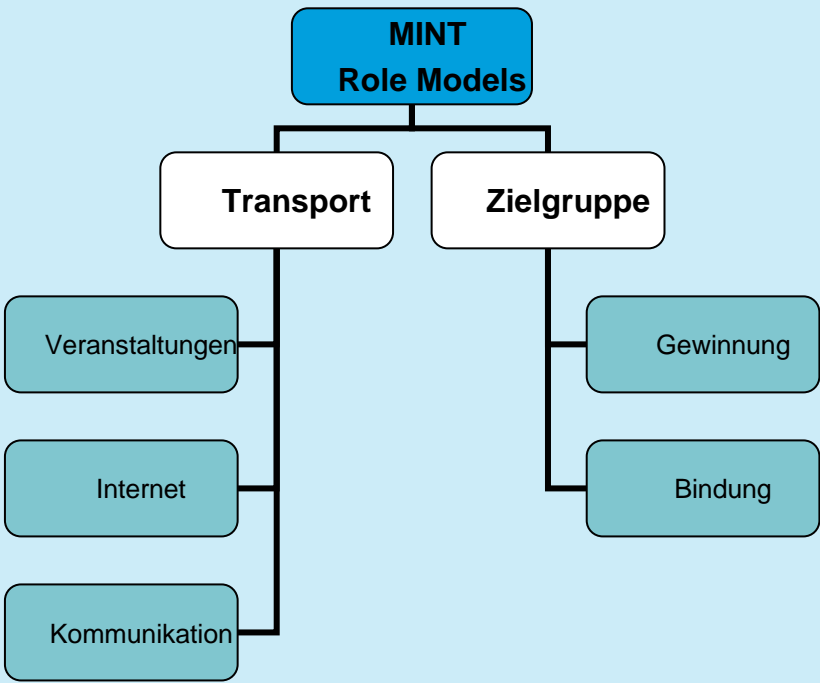 MINT
Role Models
Transport
Zielgruppe
Veranstaltungen
Internet
Kommunikation
Gewinnung
Bindung